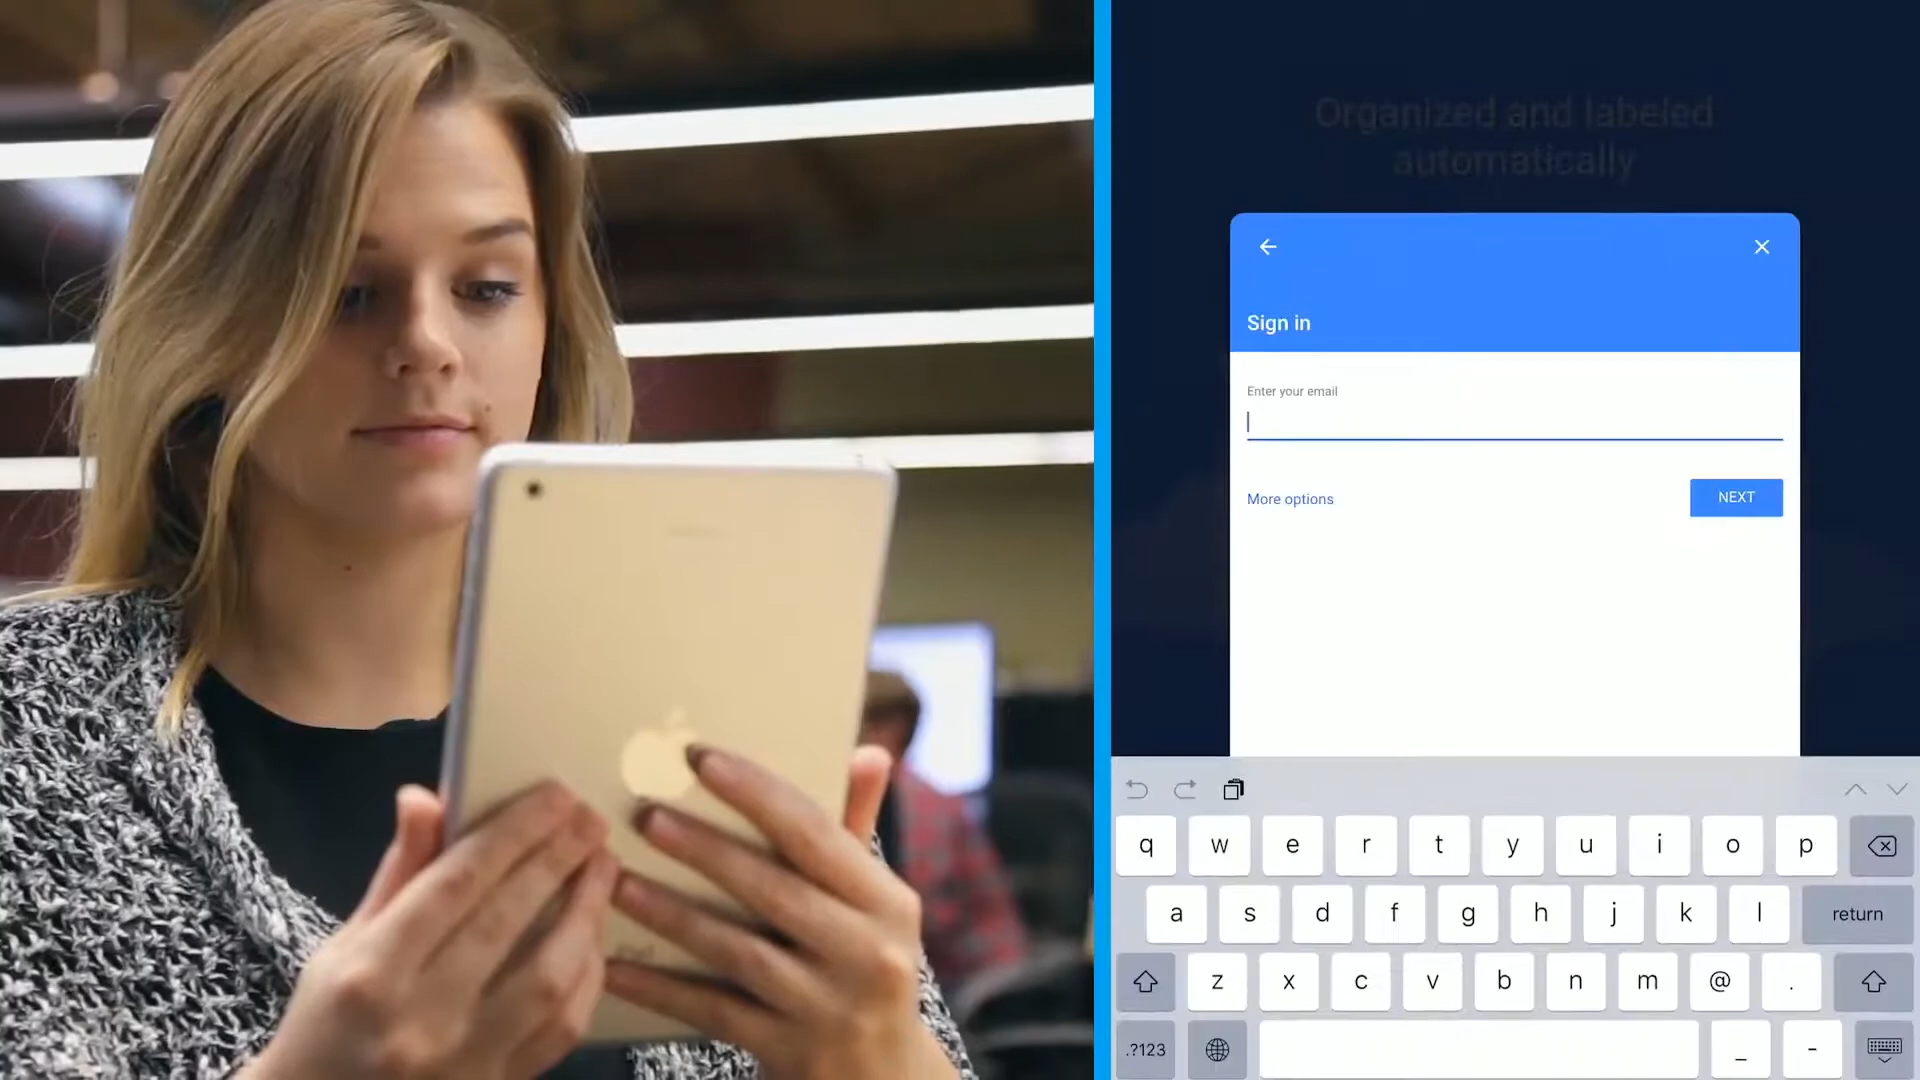 Organized and labeled
automatically
Sign in
Enter your email
More options
NEXT
q w e r t y u i o p
a s d f g h j k l return
z x c v b n m @ .
.?123 _ -